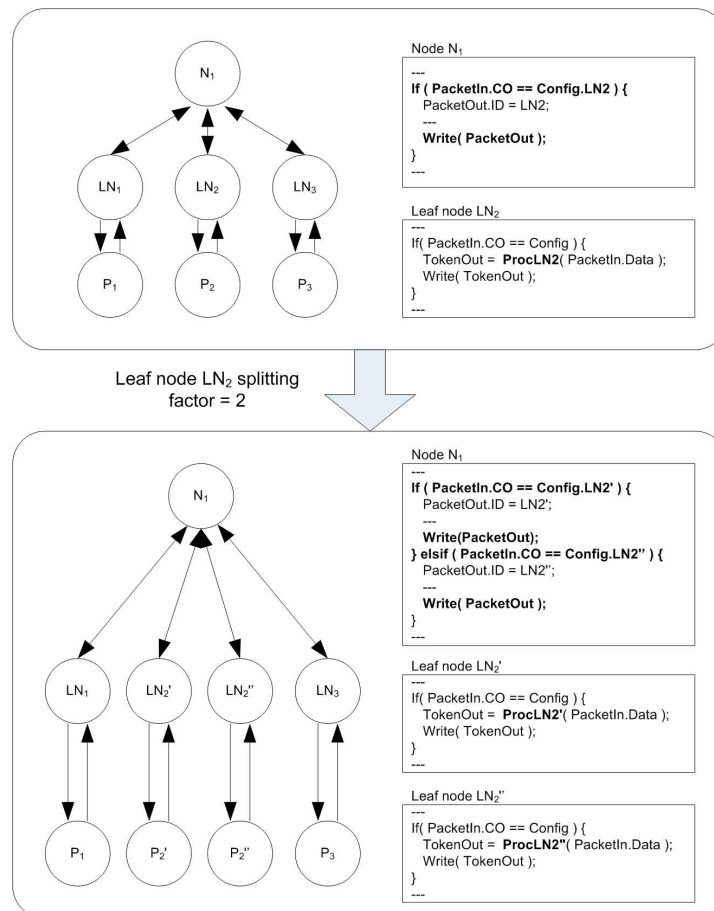 N1
LN1
LN2
LN3
P1
P2
P3
Node N1
---
If ( PacketIn.CO == Config.LN2 ) {
PacketOut.ID = LN2;
---
Write( PacketOut );
}
---
Leaf node LN2
---
If( PacketIn.CO == Config ) {
TokenOut = ProcLN2( PacketIn.Data );
Write( TokenOut );
}
---
Leaf node LN2 splitting
factor = 2
N1
LN1
LN2'
LN2''
LN3
P1
P2'
P2''
P3
Node N1
---
If ( PacketIn.CO == Config.LN2' ) {
PacketOut.ID = LN2';
---
Write(PacketOut);
} elsif ( PacketIn.CO == Config.LN2'' ) {
PacketOut.ID = LN2'';
---
Write( PacketOut );
}
---
Leaf node LN2'
---
If( PacketIn.CO == Config ) {
TokenOut = ProcLN2'( PacketIn.Data );
Write( TokenOut );
}
---
Leaf node LN2''
---
If( PacketIn.CO == Config ) {
TokenOut = ProcLN2''( PacketIn.Data );
Write( TokenOut );
}
---